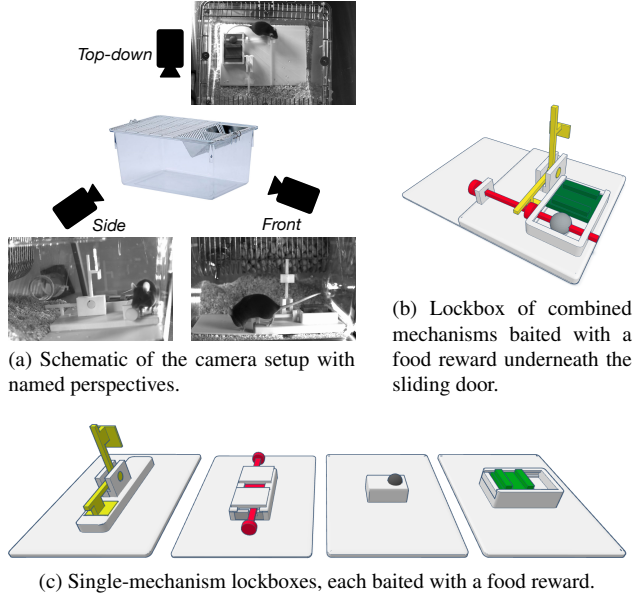 Top-down
Side
Front
(a) Schematic of the camera setup with
named perspectives.
(b) Lockbox of combined
mechanisms baited with a
food reward underneath the
sliding door.
(c) Single-mechanism lockboxes, each baited with a food reward.